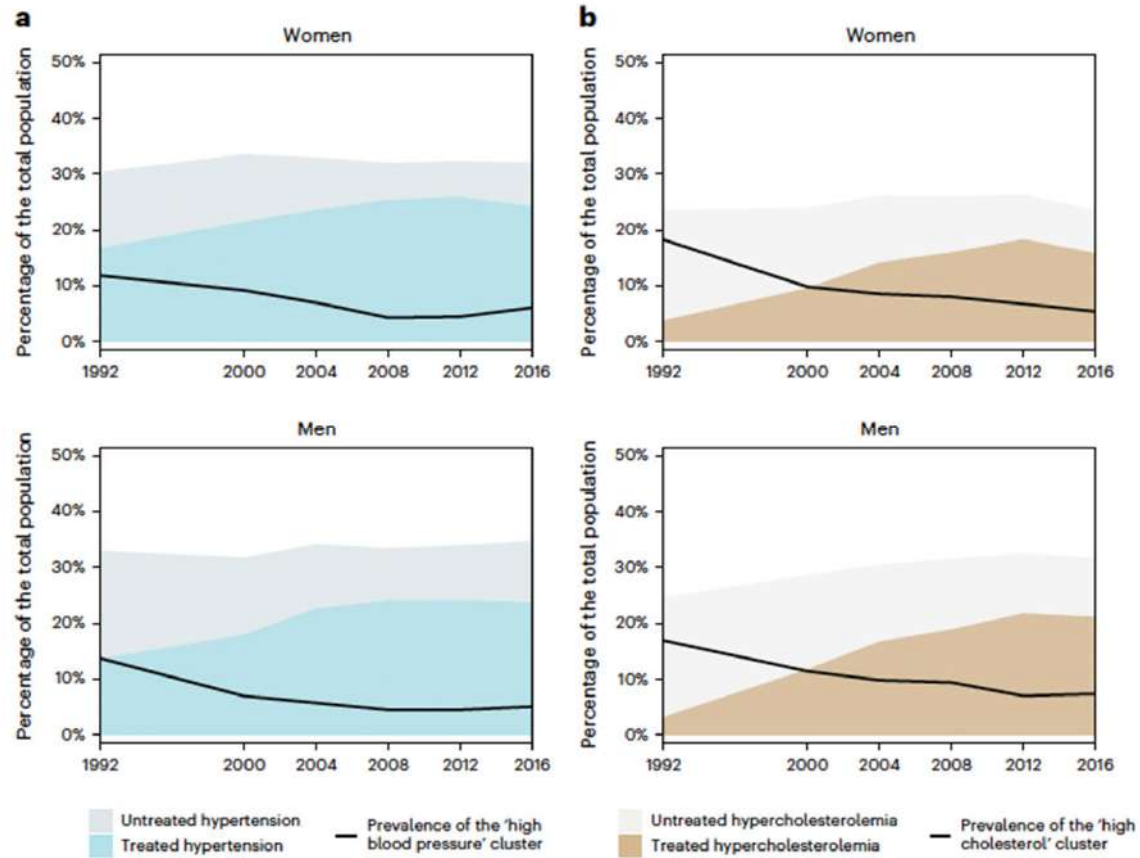 a
Women
Percentage of the total population
50%
40%
30%
20%
10%
0%
1992 2000 2004 2008 2012 2016
Men
Percentage of the total population
50%
40%
30%
20%
10%
0%
1992 2000 2004 2008 2012 2016
Untreated hypertension
Treated hypertension
Prevalence of the 'high
blood pressure' cluster
b
Women
Percentage of the total population
50%
40%
30%
20%
10%
0%
1992 2000 2004 2008 2012 2016
Men
Percentage of the total population
50%
40%
30%
20%
10%
0%
1992 2000 2004 2008 2012 2016
Untreated hypercholesterolemia
Treated hypercholesterolemia
Prevalence of the 'high
cholesterol' cluster